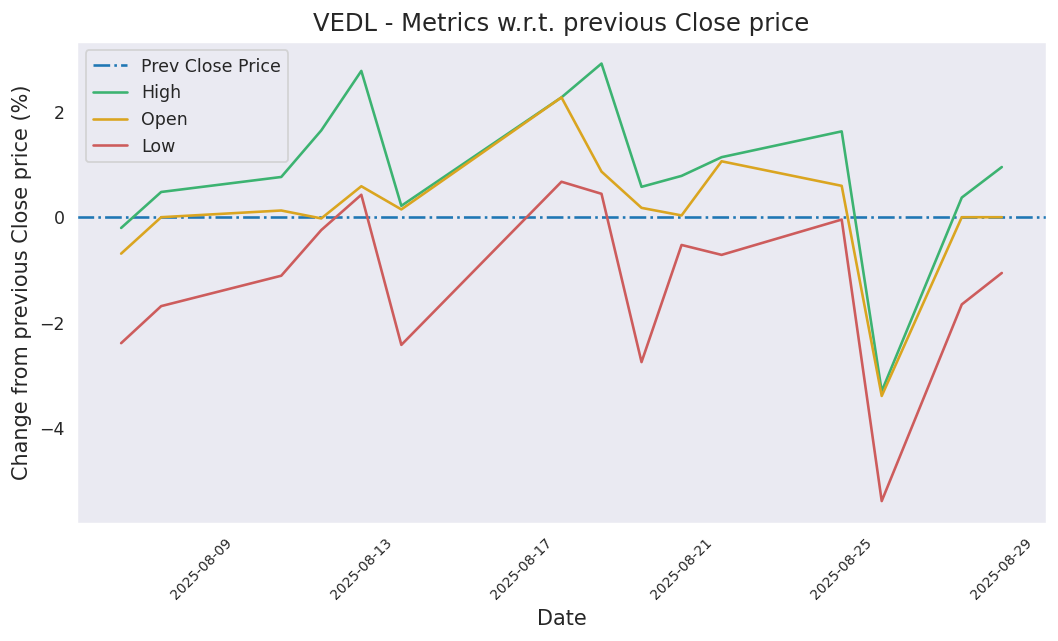 VEDL - Metrics w.r.t. previous Close price
Prev Close Price
High
Open
Low
Change from previous Close price (%)
2
0
−2
−4
2025-08-09
2025-08-13
2025-08-17
2025-08-21
2025-08-25
2025-08-29
Date